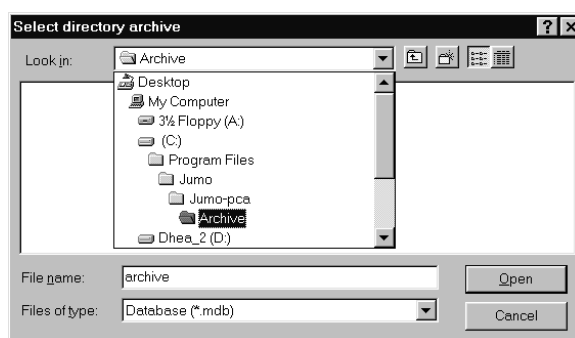 Select directory archive
Look in: Archive
Desktop
My Computer
3½ Floppy (A:)
(C:)
Program Files
Jumo
Jumo-pca
Archive
Dhea_2 (D:)
File name: archive Open
Files of type: Database (*.mdb) Cancel